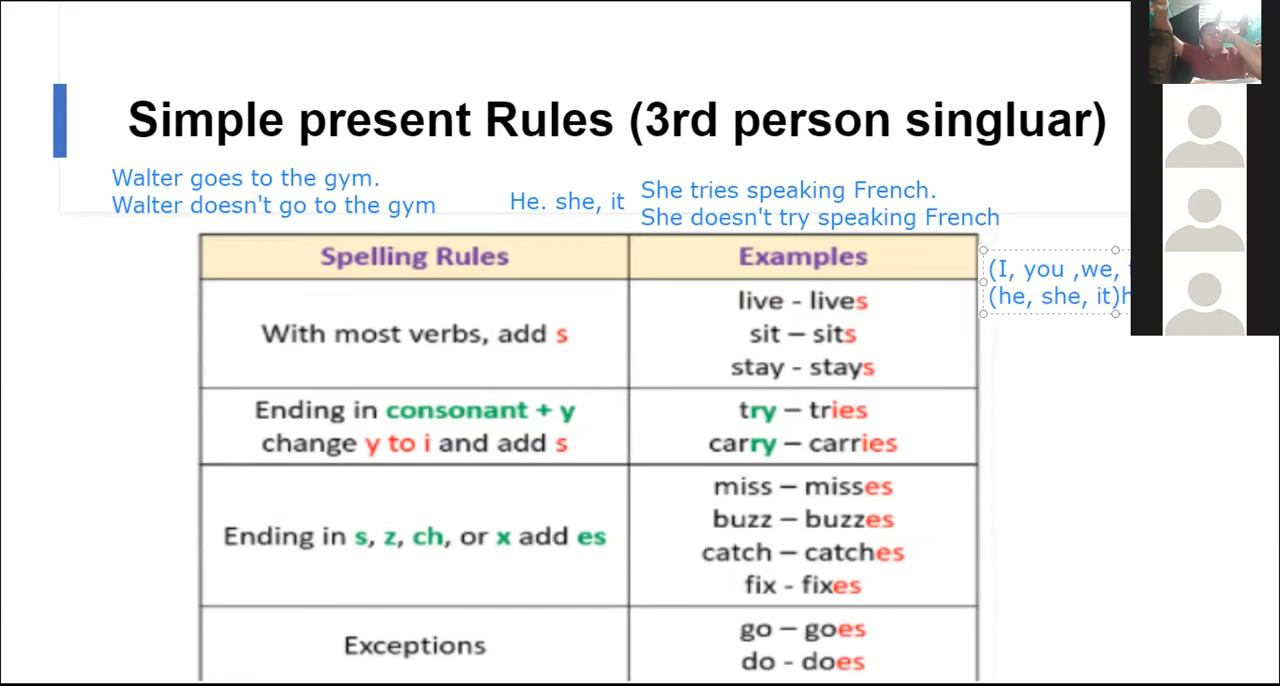 Simple present Rules (3rd person singluar)
Walter goes to the gym.
Walter doesn't go to the gym
He. she, it
She tries speaking French.
She doesn't try speaking French
(I, you ,we,
(he, she, it)h
Spelling Rules
Examples
With most verbs, add s
live - lives
sit – sits
stay - stays
Ending in consonant + y
change y to i and add s
try – tries
carry – carries
Ending in s, z, ch, or x add es
miss – misses
buzz – buzzes
catch – catches
fix - fixes
Exceptions
go – goes
do - does